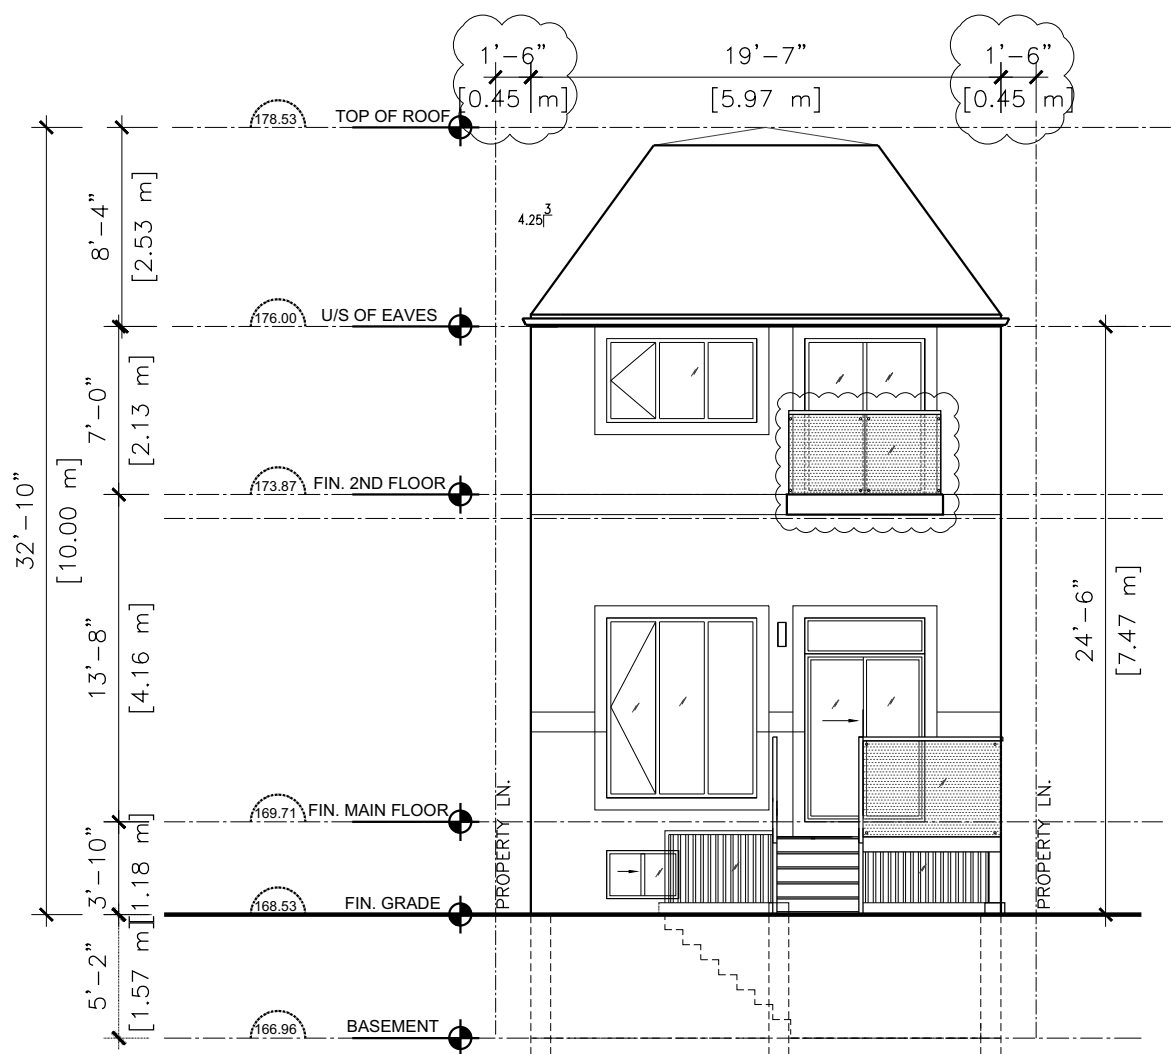 1'-6" 19'-7" 1'-6"
[0.45 m] [5.97 m] [0.45 m]
178.53 TOP OF ROOF
8'-4"
[2.53 m]
4.25 3
176.00 U/S OF EAVES
7'-0"
[2.13 m]
173.87 FIN. 2ND FLOOR
32'-10"
[10.00 m]
13'-8"
[4.16 m]
24'-6"
[7.47 m]
169.71 FIN. MAIN FLOOR
PROPERTY LN.
PROPERTY LN.
3'-10"
[1.18 m]
168.53 FIN. GRADE
5'-2"
[1.57 m]
166.96 BASEMENT